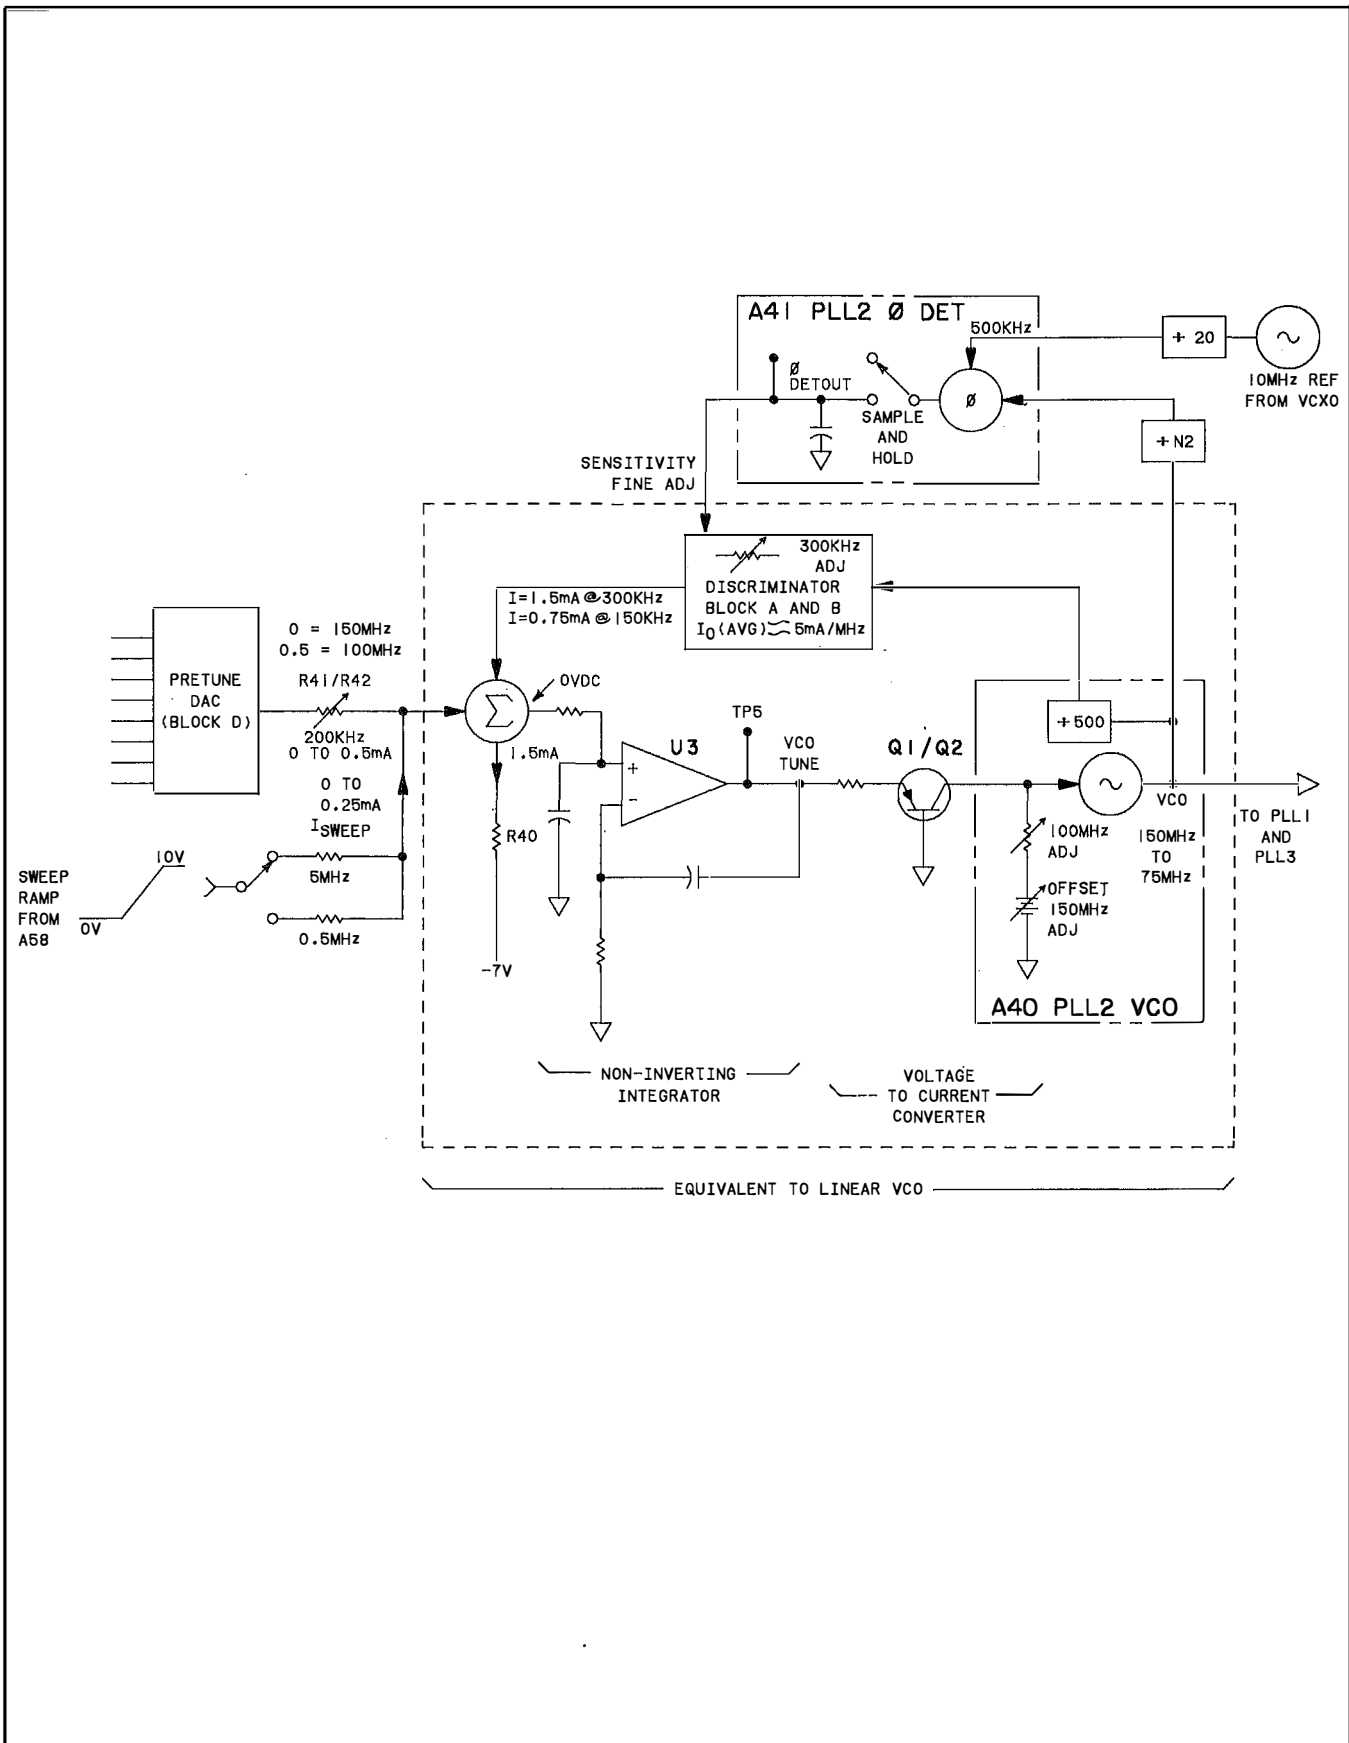 A41 PLL2 Ø DET
500KHz
÷ 20
10MHz REF
FROM VCXO
Ø
DETOUT
Ø
SAMPLE
AND
HOLD
÷ N2
SENSITIVITY
FINE ADJ
300KHz
ADJ
DISCRIMINATOR
BLOCK A AND B
I0(AVG)≈5mA/MHz
I=1.5mA@300KHz
I=0.75mA@150KHz
0 = 150MHz
0.5 = 100MHz
PRETUNE
DAC
(BLOCK D)
R41/R42
200KHz
0 TO 0.5mA
0VDC
Σ
1.5mA
0 TO
0.25mA
ISWEEP
R40
-7V
U3
+
−
TP5
VCO
TUNE
Q1/Q2
÷500
VCO
150MHz
TO
75MHz
TO PLL1
AND
PLL3
100MHz
ADJ
OFFSET
150MHz
ADJ
A40 PLL2 VCO
SWEEP
RAMP
FROM
A58
10V
0V
5MHz
0.5MHz
NON-INVERTING
INTEGRATOR
VOLTAGE
TO CURRENT
CONVERTER
EQUIVALENT TO LINEAR VCO